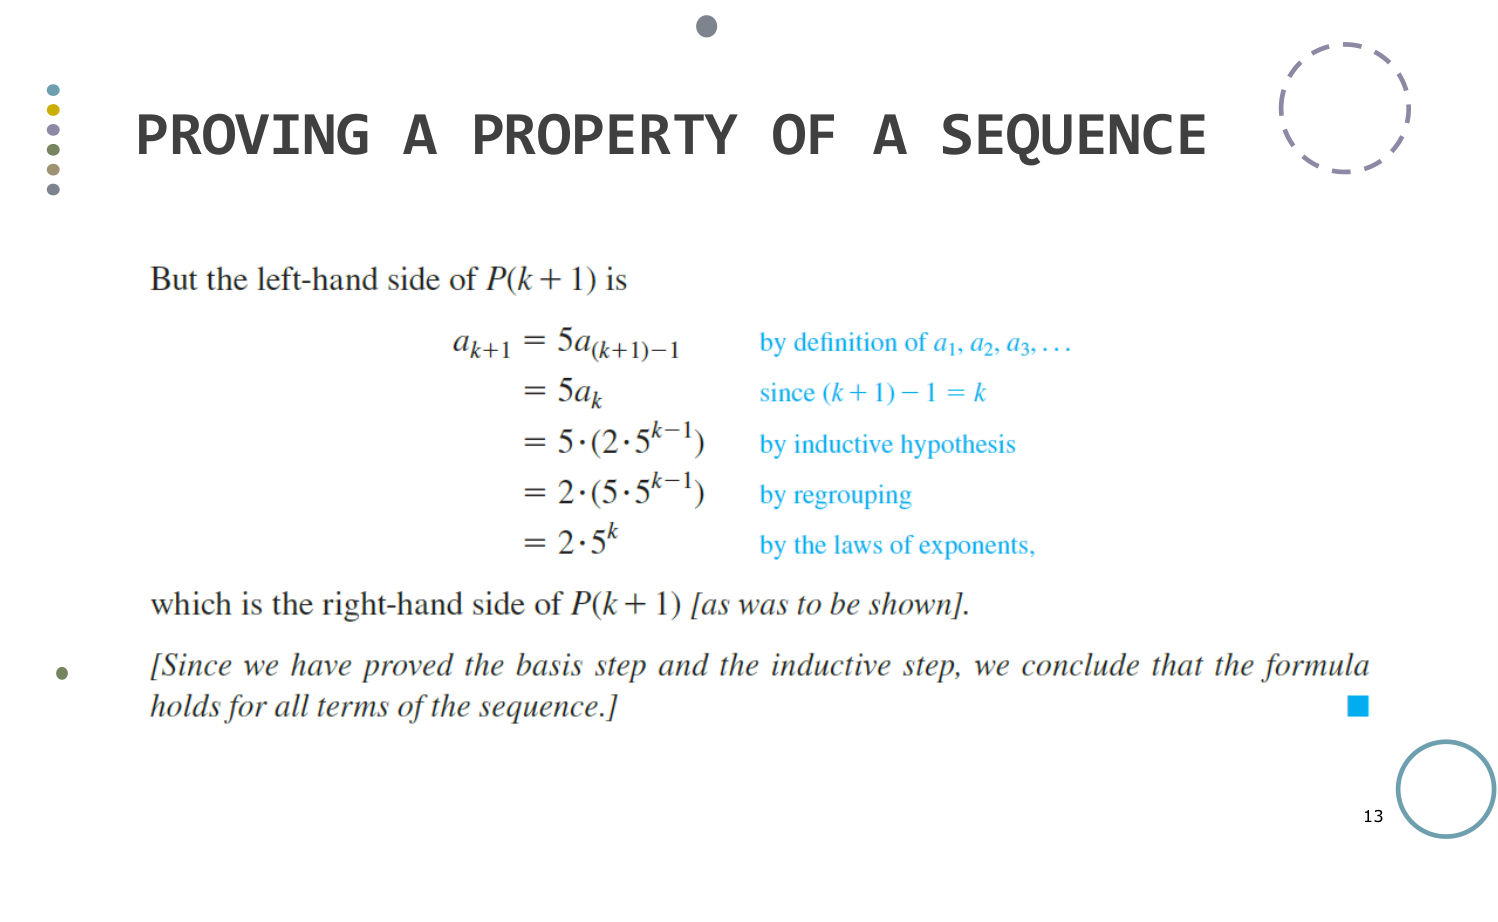 PROVING A PROPERTY OF A SEQUENCE
But the left-hand side of P(k + 1) is
a_{k+1} = 5a_{(k+1)−1} by definition of a_1, a_2, a_3, . . .
= 5a_k since (k + 1) − 1 = k
= 5·(2·5^{k−1}) by inductive hypothesis
= 2·(5·5^{k−1}) by regrouping
= 2·5^k by the laws of exponents,
which is the right-hand side of P(k + 1) [as was to be shown].
[Since we have proved the basis step and the inductive step, we conclude that the formula
holds for all terms of the sequence.]
13